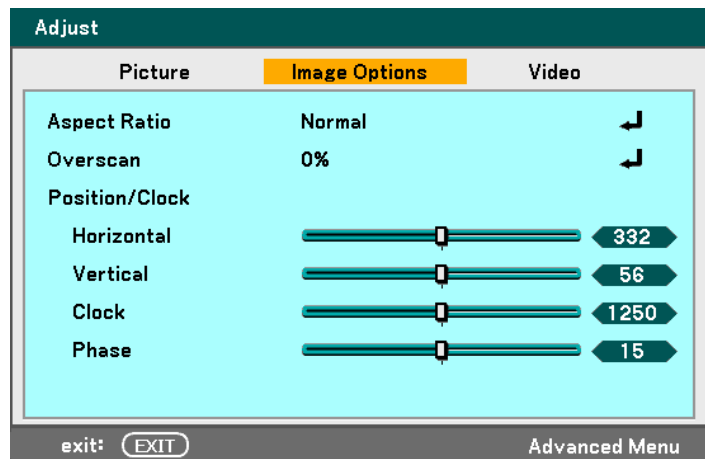 Adjust
Picture Image Options Video
Aspect Ratio Normal
Overscan 0%
Position/Clock
Horizontal 332
Vertical 56
Clock 1250
Phase 15
exit: EXIT Advanced Menu